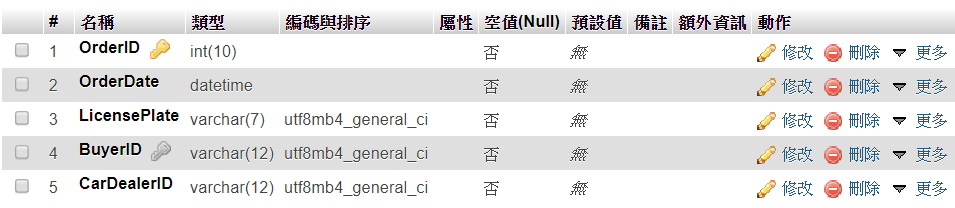 # 名稱 類型 編碼與排序 屬性 空值(Null) 預設值 備註 額外資訊 動作
1 OrderID int(10) 否 無 修改 刪除 更多
2 OrderDate datetime 否 無 修改 刪除 更多
3 LicensePlate varchar(7) utf8mb4_general_ci 否 無 修改 刪除 更多
4 BuyerID varchar(12) utf8mb4_general_ci 否 無 修改 刪除 更多
5 CarDealerID varchar(12) utf8mb4_general_ci 否 無 修改 刪除 更多